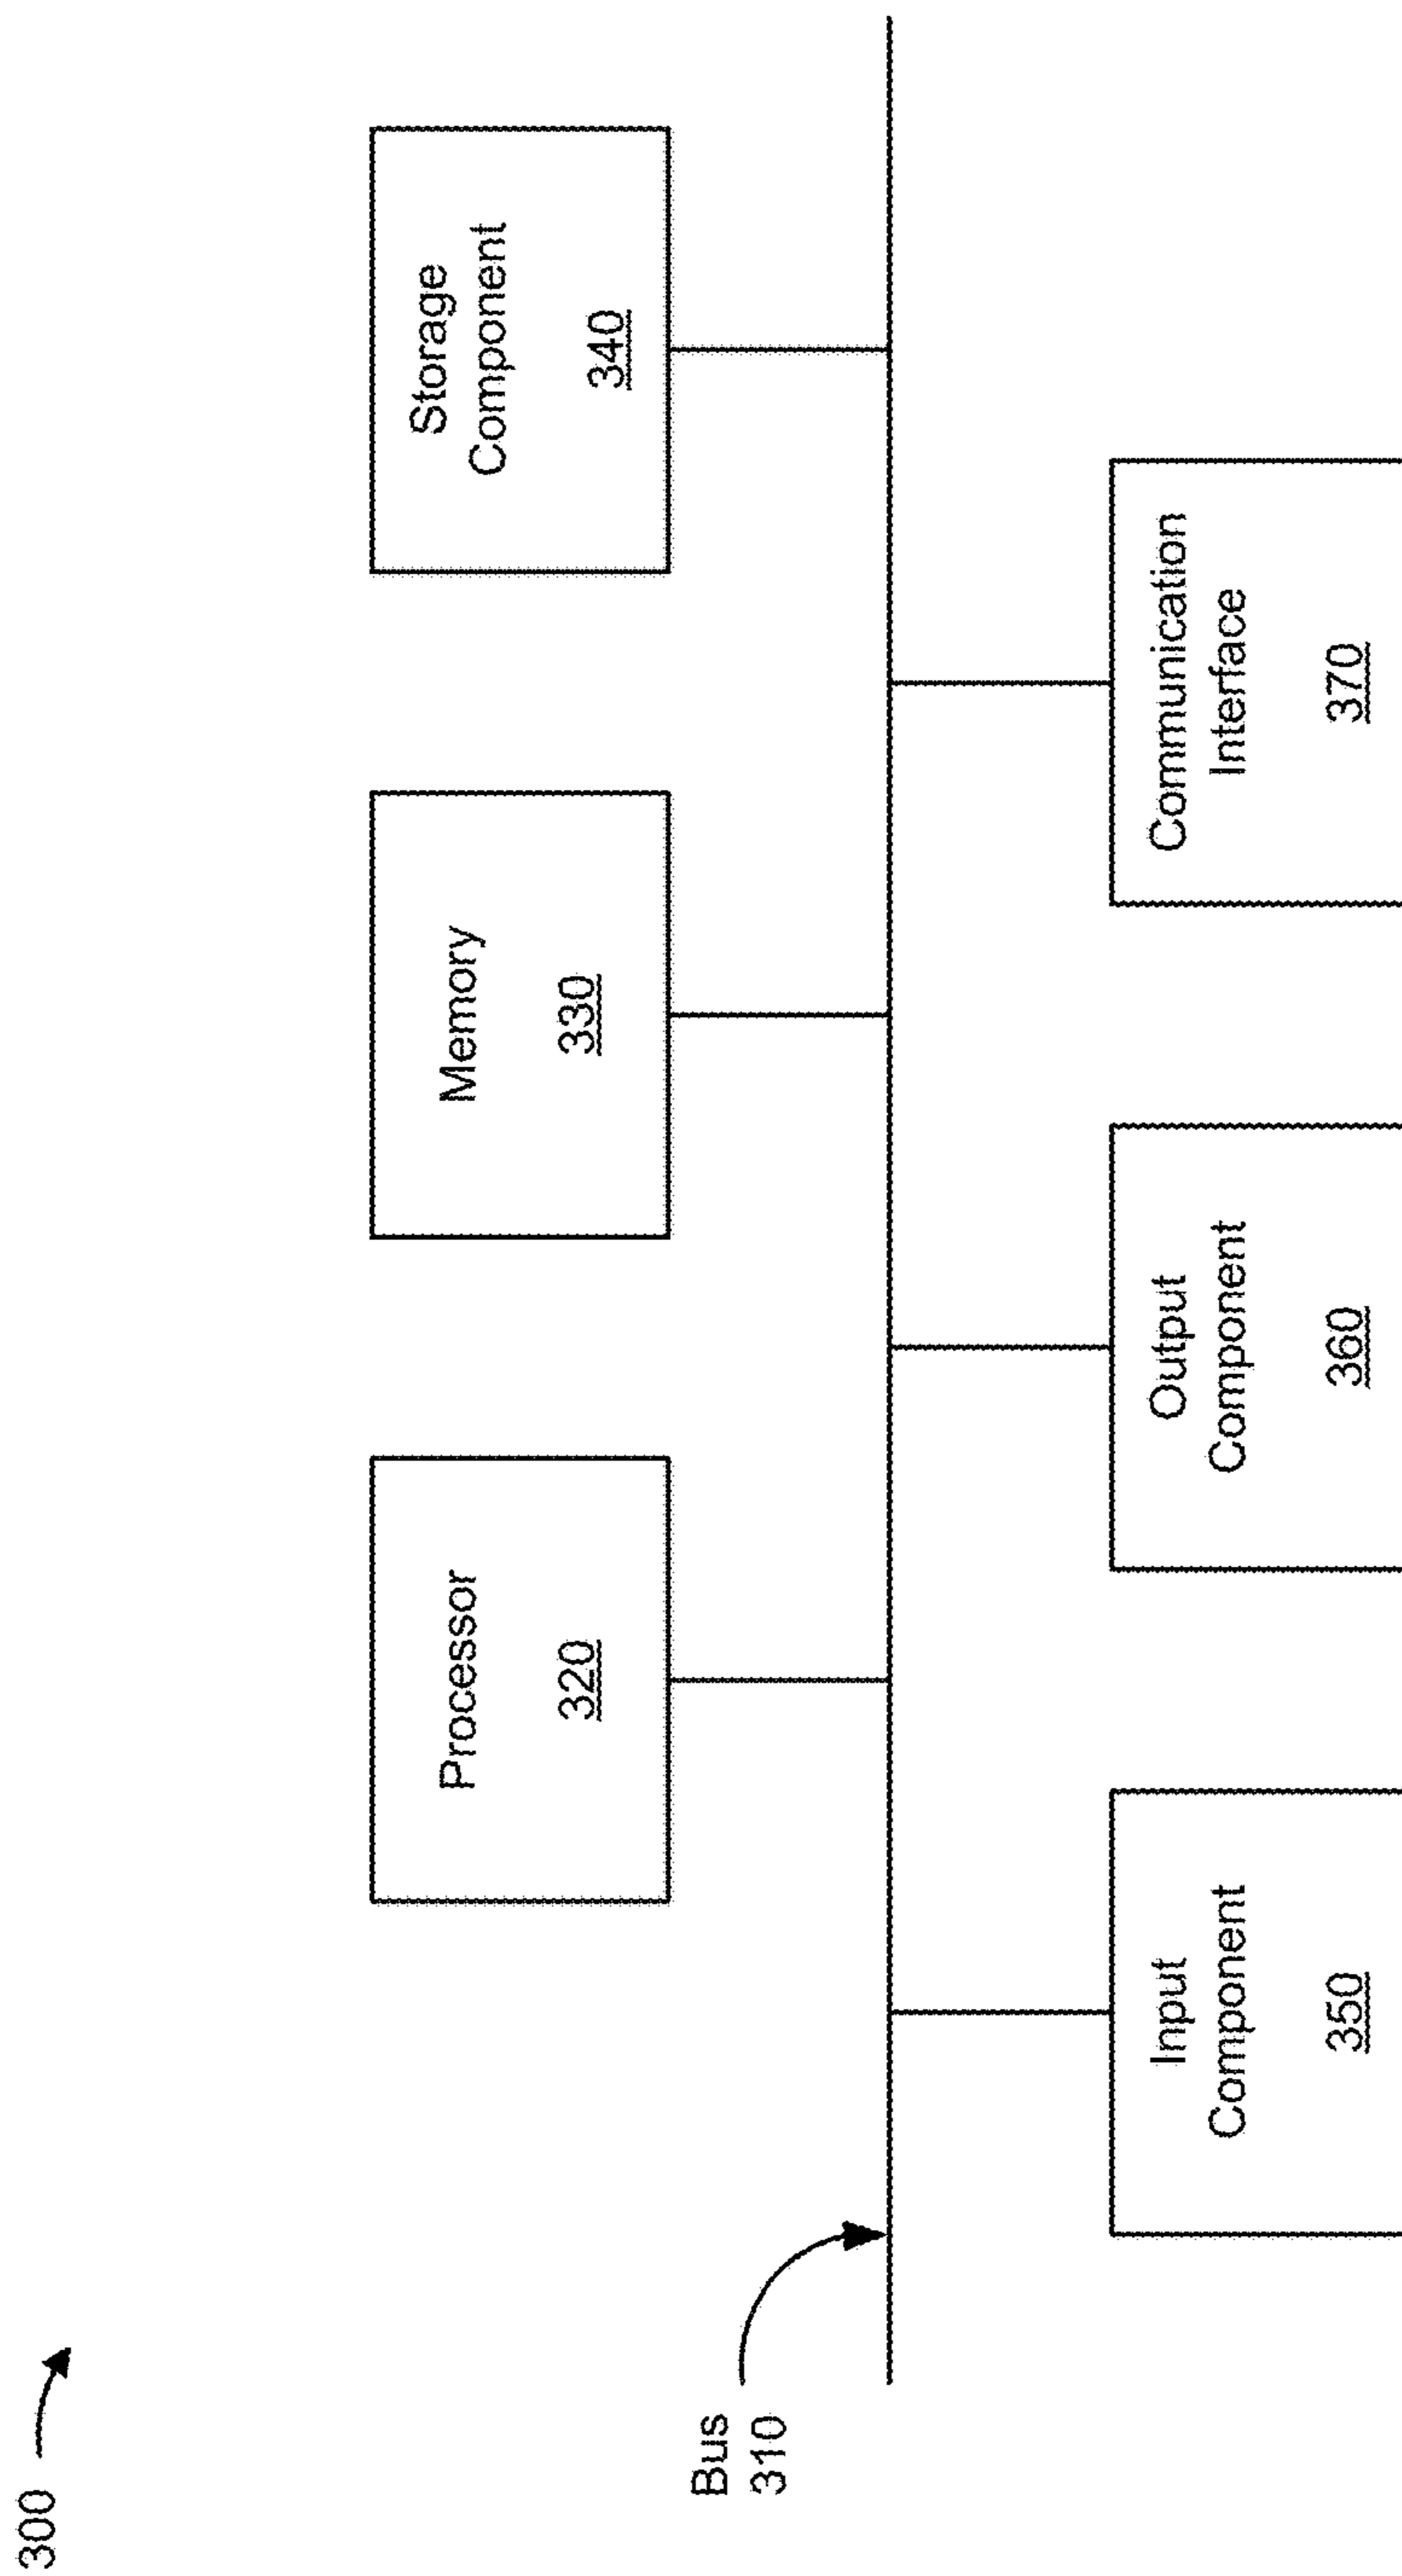 300
Processor
320
Memory
330
Storage
Component
340
Bus
310
Input
Component
350
Output
Component
360
Communication
Interface
370